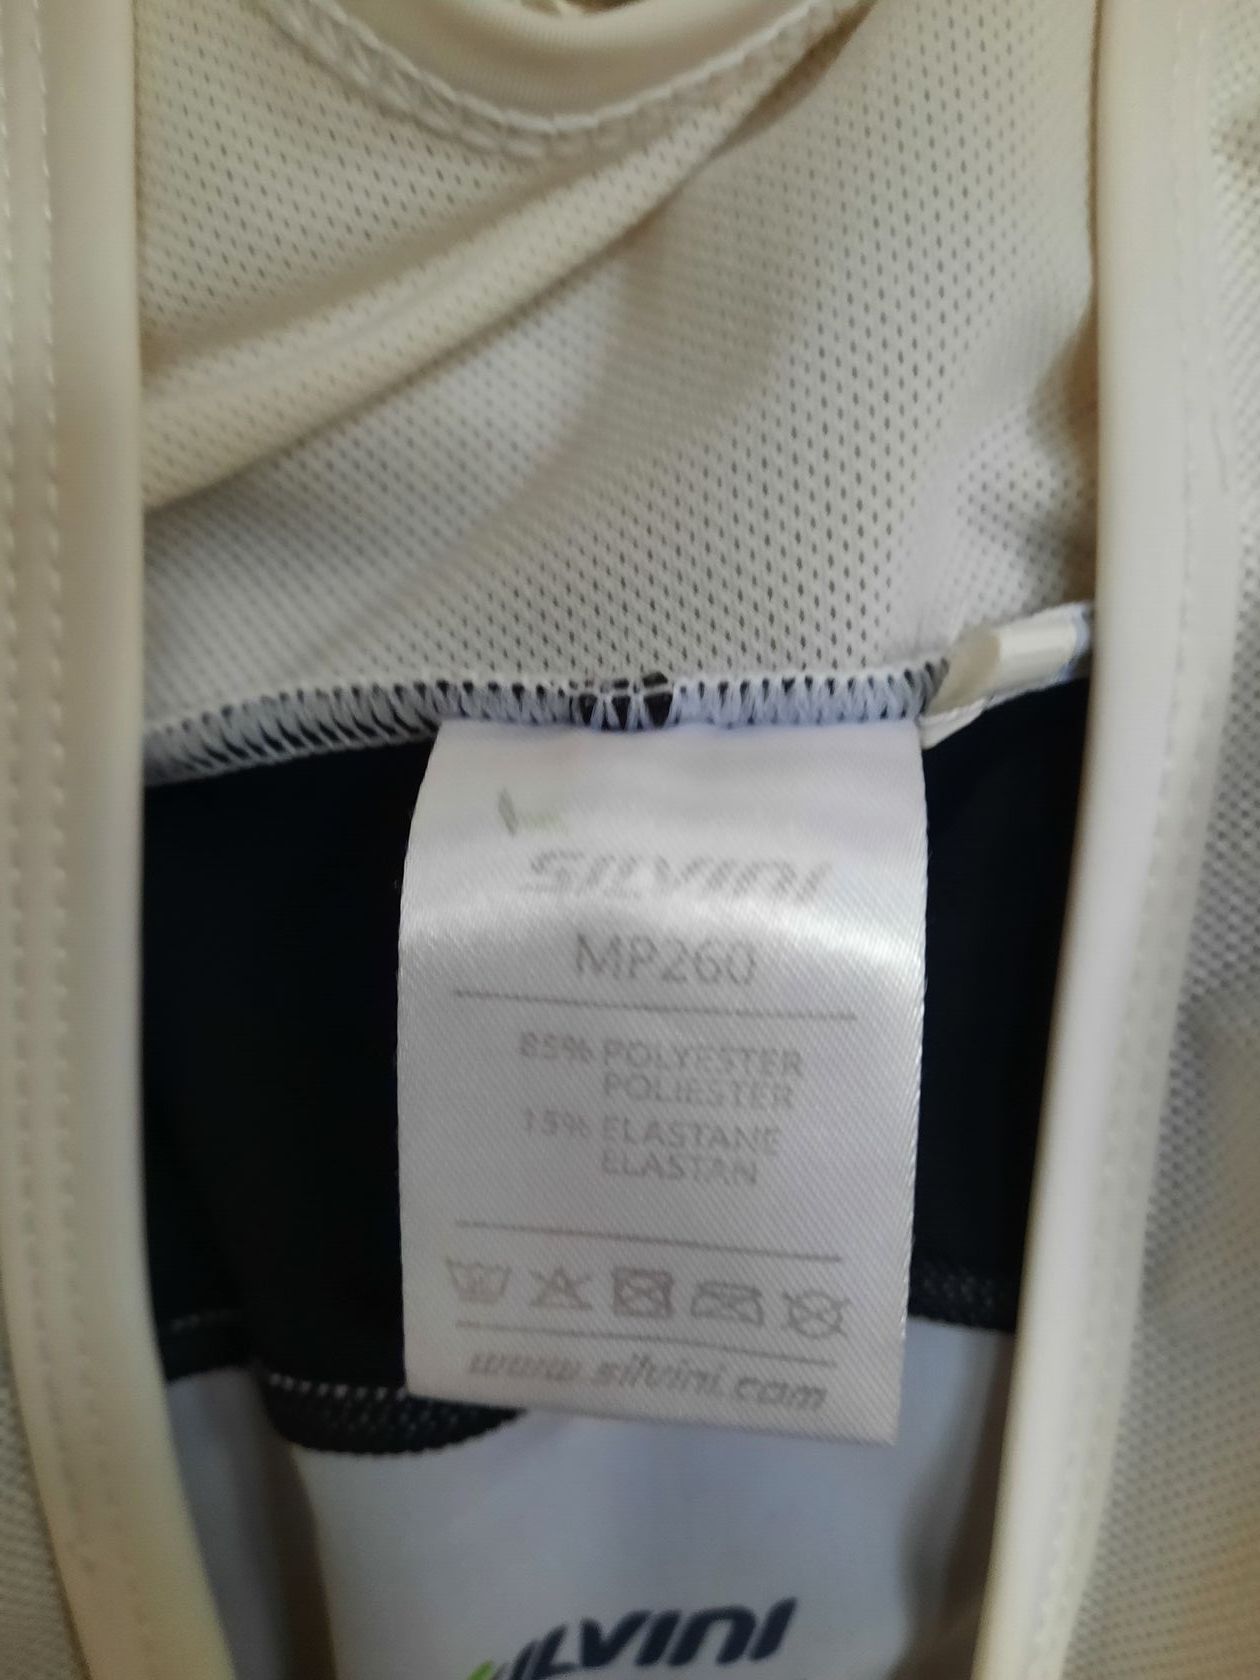 SILVINI
MP260
85% POLYESTER
POLIESTER
15% ELASTANE
ELASTAN
www.silvini.com
SILVINI